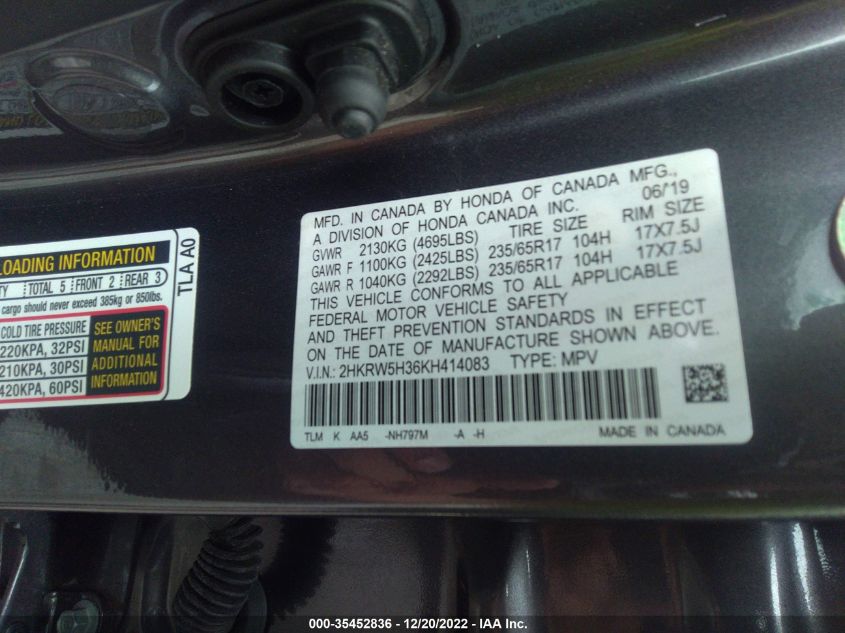 LOADING INFORMATION
TOTAL 5 FRONT 2 REAR 3
cargo should never exceed 385kg or 850lbs.
COLD TIRE PRESSURE
220KPA, 32PSI
210KPA, 30PSI
420KPA, 60PSI
SEE OWNER'S
MANUAL FOR
ADDITIONAL
INFORMATION
TLA A0
MFD. IN CANADA BY HONDA OF CANADA MFG.,
A DIVISION OF HONDA CANADA INC. 06/'19
GVWR 2130KG (4695LBS) TIRE SIZE RIM SIZE
GAWR F 1100KG (2425LBS) 235/65R17 104H 17X7.5J
GAWR R 1040KG (2292LBS) 235/65R17 104H 17X7.5J
THIS VEHICLE CONFORMS TO ALL APPLICABLE
FEDERAL MOTOR VEHICLE SAFETY
AND THEFT PREVENTION STANDARDS IN EFFECT
ON THE DATE OF MANUFACTURE SHOWN ABOVE.
V.I.N.: 2HKRW5H36KH414083 TYPE: MPV
TLM K AA5 -NH797M -A -H MADE IN CANADA
000-35452836 - 12/20/2022 - IAA Inc.